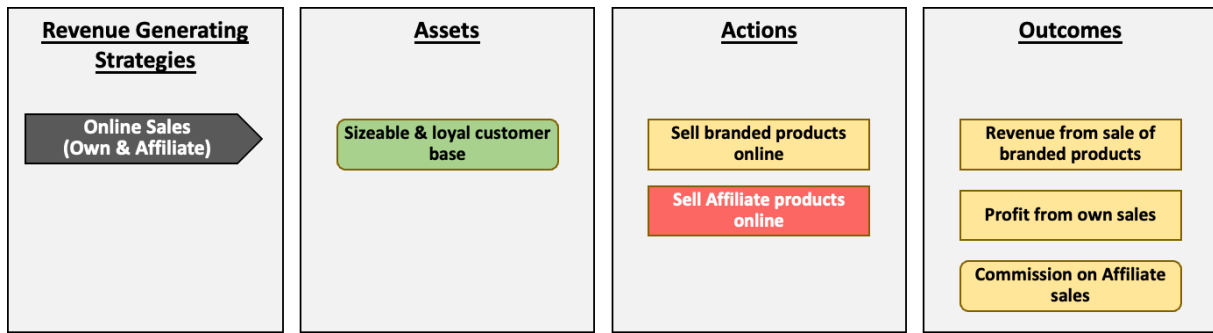 Revenue Generating
Strategies
Online Sales
(Own & Affiliate)
Assets
Sizeable & loyal customer
base
Actions
Sell branded products
online
Sell Affiliate products
online
Outcomes
Revenue from sale of
branded products
Profit from own sales
Commission on Affiliate
sales